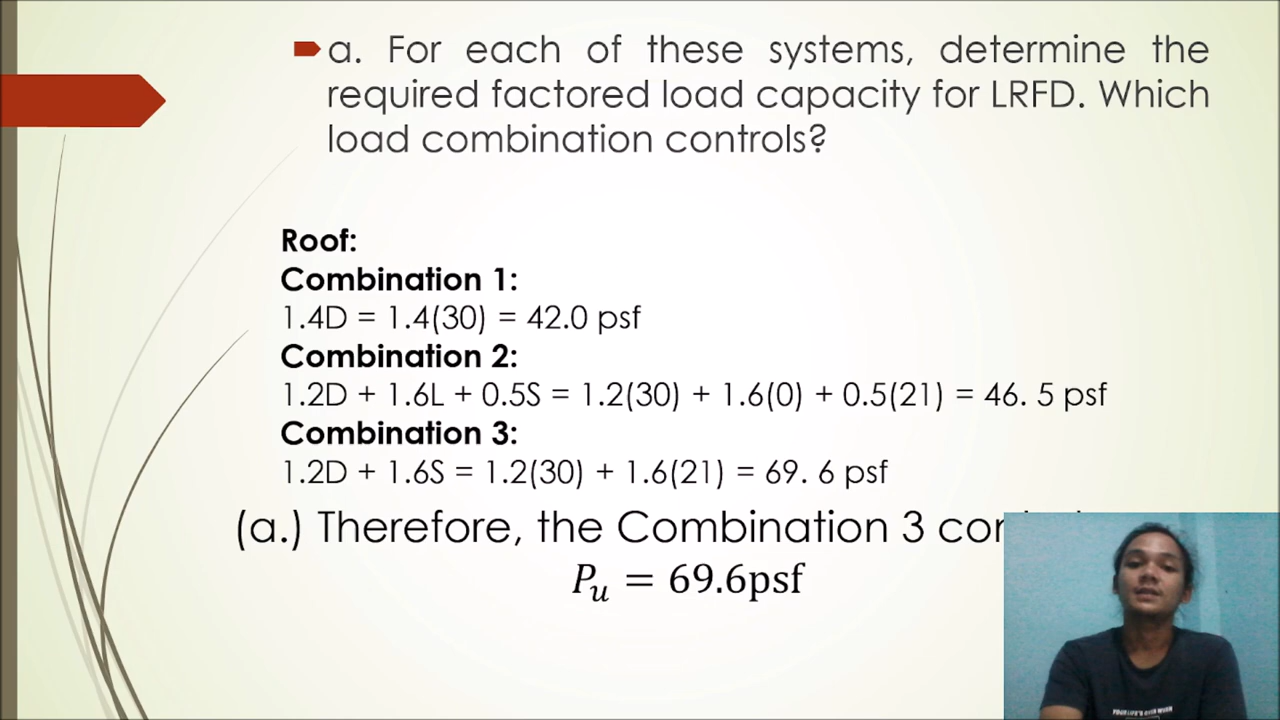 a. For each of these systems, determine the
required factored load capacity for LRFD. Which
load combination controls?
Roof:
Combination 1:
1.4D = 1.4(30) = 42.0 psf
Combination 2:
1.2D + 1.6L + 0.5S = 1.2(30) + 1.6(0) + 0.5(21) = 46. 5 psf
Combination 3:
1.2D + 1.6S = 1.2(30) + 1.6(21) = 69. 6 psf
(a.) Therefore, the Combination 3
Pᵤ = 69.6psf